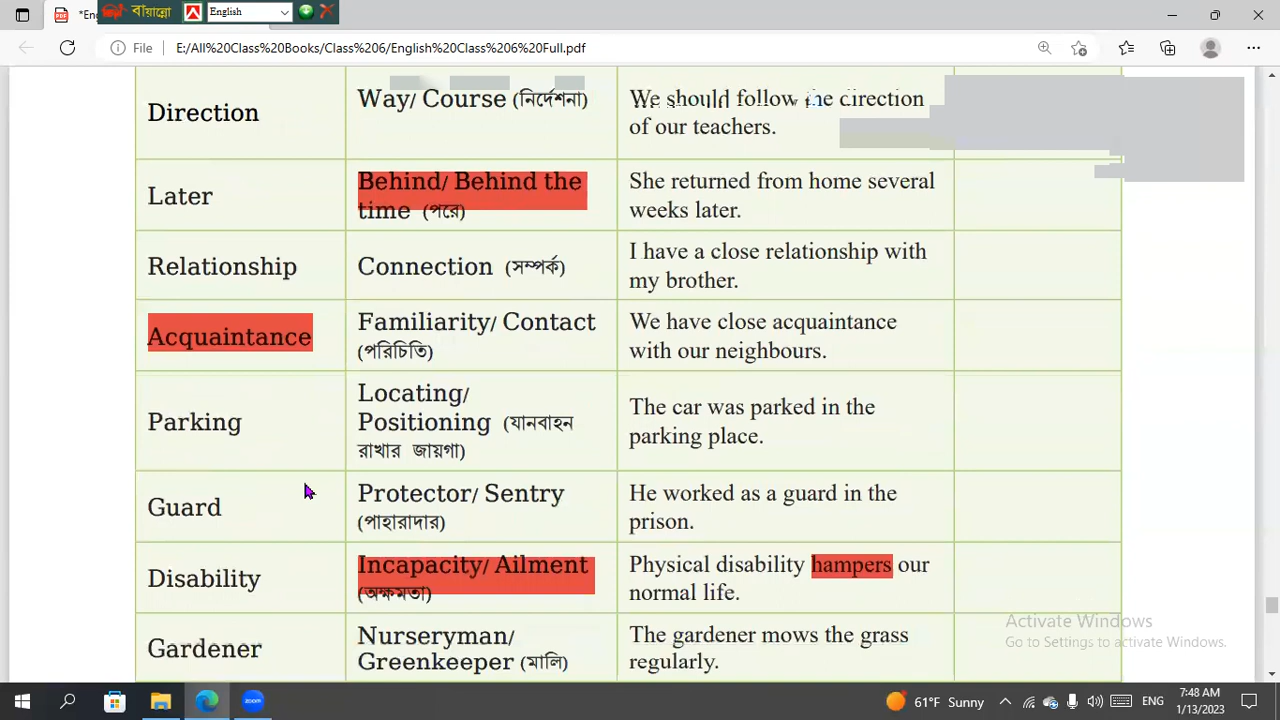 *En
বায়ান্নো
English
File
E:/All%20Class%20Books/Class%206/English%20Class%206%20Full.pdf
Direction
Way/ Course (নির্দেশনা)
We should follow the direction
of our teachers.
Later
Behind/ Behind the
time (পরে)
She returned from home several
weeks later.
Relationship
Connection (সম্পর্ক)
I have a close relationship with
my brother.
Acquaintance
Familiarity/ Contact
(পরিচিতি)
We have close acquaintance
with our neighbours.
Parking
Locating/
Positioning (যানবাহন
রাখার জায়গা)
The car was parked in the
parking place.
Guard
Protector/ Sentry
(পাহারাদার)
He worked as a guard in the
prison.
Disability
Incapacity/ Ailment
(অক্ষমতা)
Physical disability hampers our
normal life.
Gardener
Nurseryman/
Greenkeeper (মালি)
The gardener mows the grass
regularly.
Activate Windows
Go to Settings to activate Windows.
zoom
61°F Sunny
ENG
7:48 AM
1/13/2023